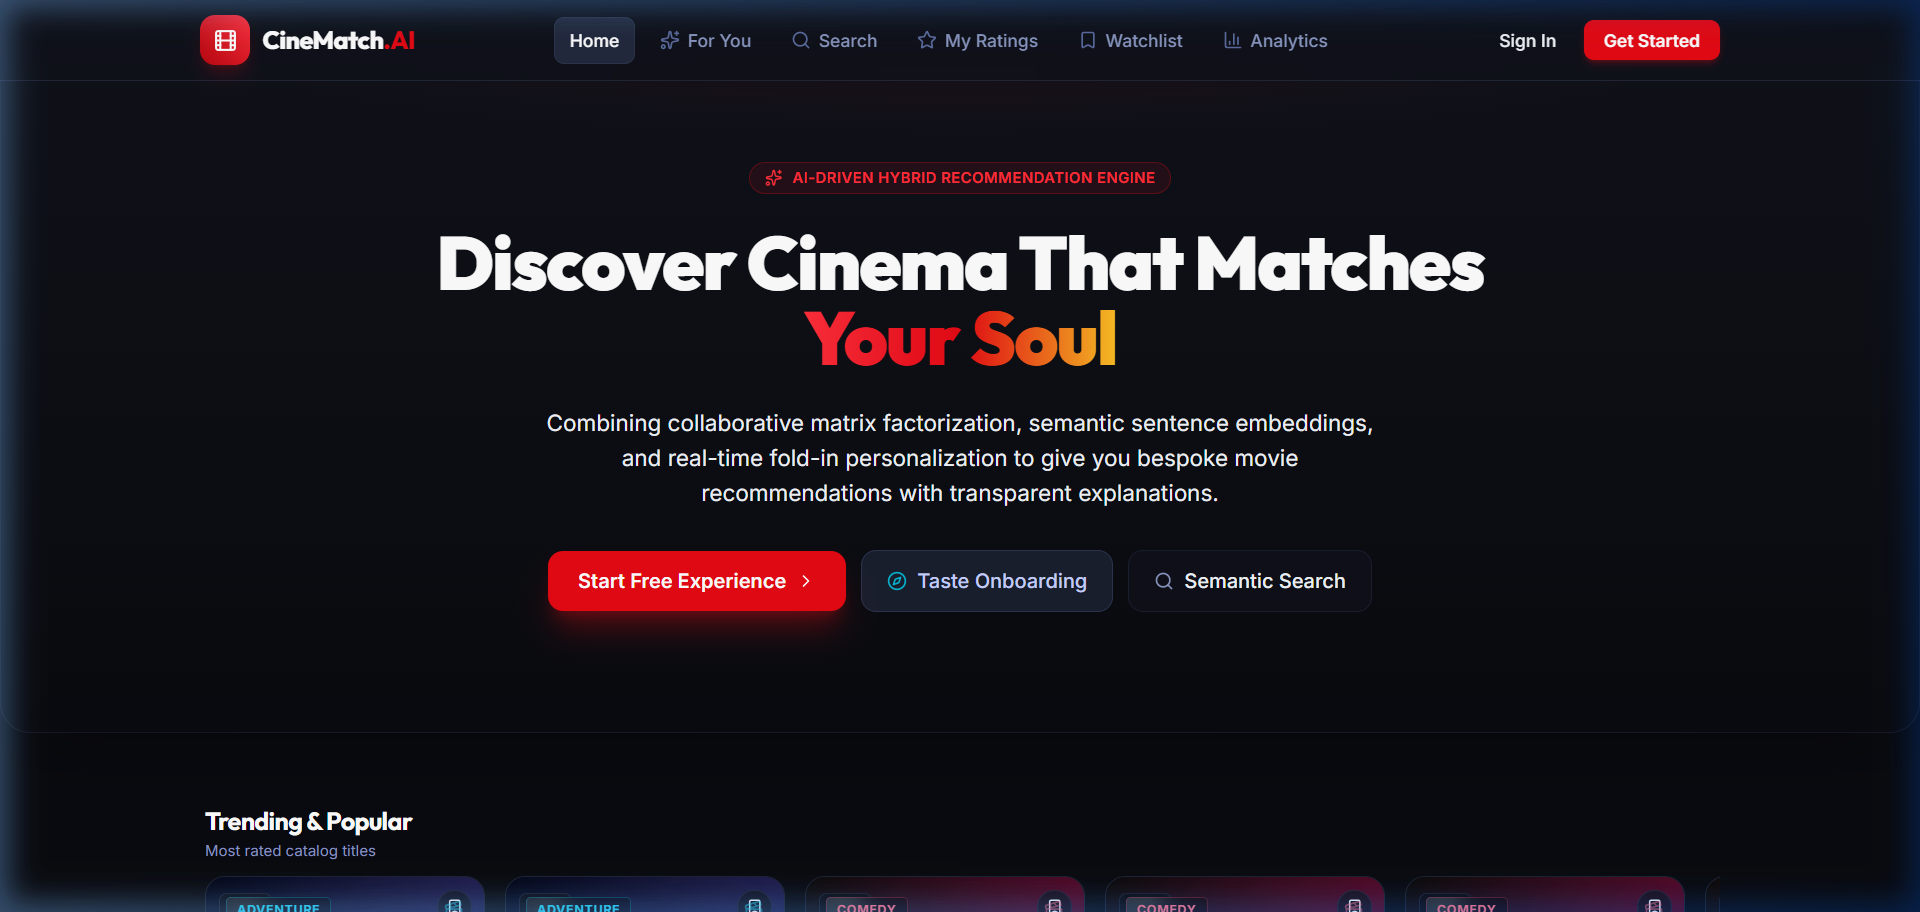 CineMatch.AI
Home
For You
Search
My Ratings
Watchlist
Analytics
Sign In
Get Started
AI-DRIVEN HYBRID RECOMMENDATION ENGINE
Discover Cinema That Matches
Your Soul
Combining collaborative matrix factorization, semantic sentence embeddings,
and real-time fold-in personalization to give you bespoke movie
recommendations with transparent explanations.
Start Free Experience
Taste Onboarding
Semantic Search
Trending & Popular
Most rated catalog titles
ADVENTURE
ADVENTURE
COMEDY
COMEDY
COMEDY